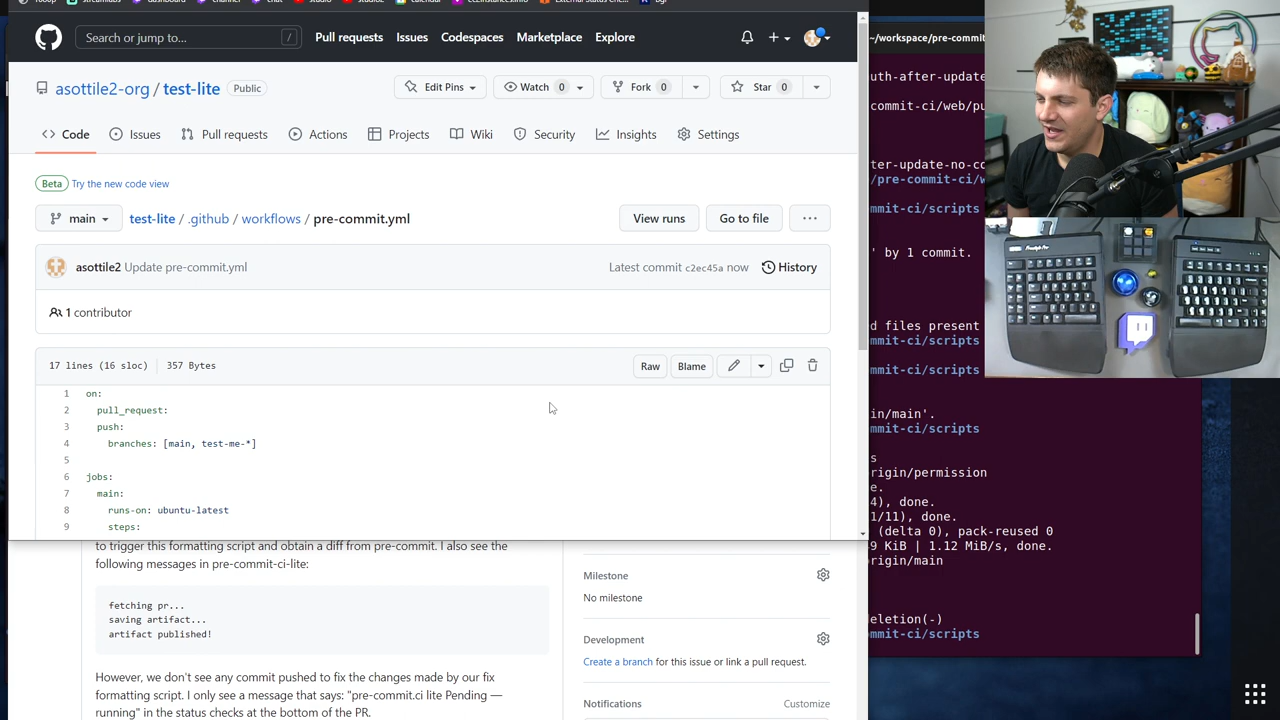 Search or jump to...
/
Pull requests
Issues
Codespaces
Marketplace
Explore
asottile2-org / test-lite
Public
Edit Pins
Watch 0
Fork 0
Star 0
Code
Issues
Pull requests
Actions
Projects
Wiki
Security
Insights
Settings
Beta Try the new code view
main
test-lite / .github / workflows / pre-commit.yml
View runs
Go to file
asottile2 Update pre-commit.yml
Latest commit c2ec45a now
History
1 contributor
17 lines (16 sloc)
357 Bytes
Raw
Blame
1 on:
2 pull_request:
3 push:
4 branches: [main, test-me-*]
5
6 jobs:
7 main:
8 runs-on: ubuntu-latest
9 steps:
to trigger this formatting script and obtain a diff from pre-commit. I also see the
following messages in pre-commit-ci-lite:
fetching pr...
saving artifact...
artifact published!
However, we don't see any commit pushed to fix the changes made by our fix
formatting script. I only see a message that says: "pre-commit.ci lite Pending —
running" in the status checks at the bottom of the PR.
Milestone
No milestone
Development
Create a branch for this issue or link a pull request.
Notifications
Customize
~/workspace/pre-commit
uth-after-update
commit-ci/web/pu
ter-update-no-co
/pre-commit-ci/w
mmit-ci/scripts
' by 1 commit.
d files present
mmit-ci/scripts
mmit-ci/scripts
in/main'.
mmit-ci/scripts
s
rigin/permission
e.
4), done.
1/11), done.
(delta 0), pack-reused 0
9 KiB | 1.12 MiB/s, done.
origin/main
eletion(-)
mmit-ci/scripts